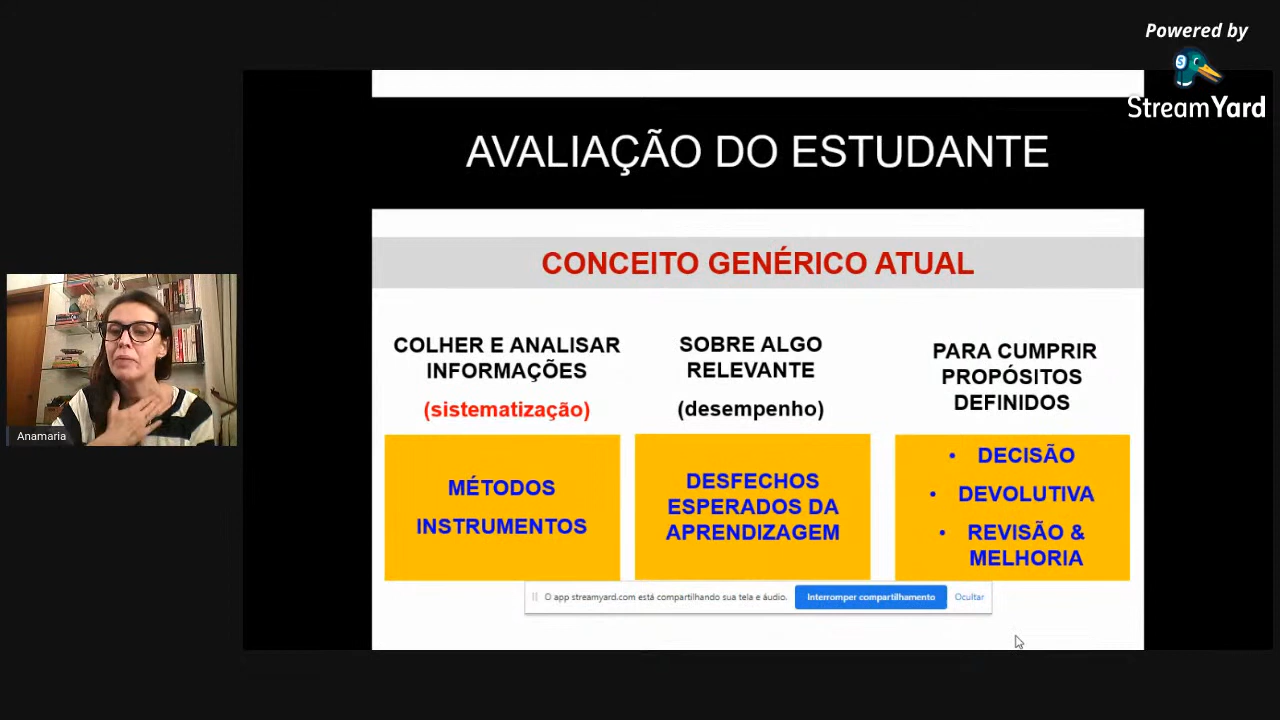 Powered by
StreamYard
AVALIAÇÃO DO ESTUDANTE
CONCEITO GENÉRICO ATUAL
COLHER E ANALISAR
INFORMAÇÕES
(sistematização)
MÉTODOS
INSTRUMENTOS
SOBRE ALGO
RELEVANTE
(desempenho)
DESFECHOS
ESPERADOS DA
APRENDIZAGEM
PARA CUMPRIR
PROPÓSITOS
DEFINIDOS
• DECISÃO
• DEVOLUTIVA
• REVISÃO &
MELHORIA
O app streamyard.com está compartilhando sua tela e áudio. Interromper compartilhamento Ocultar
Anamaria